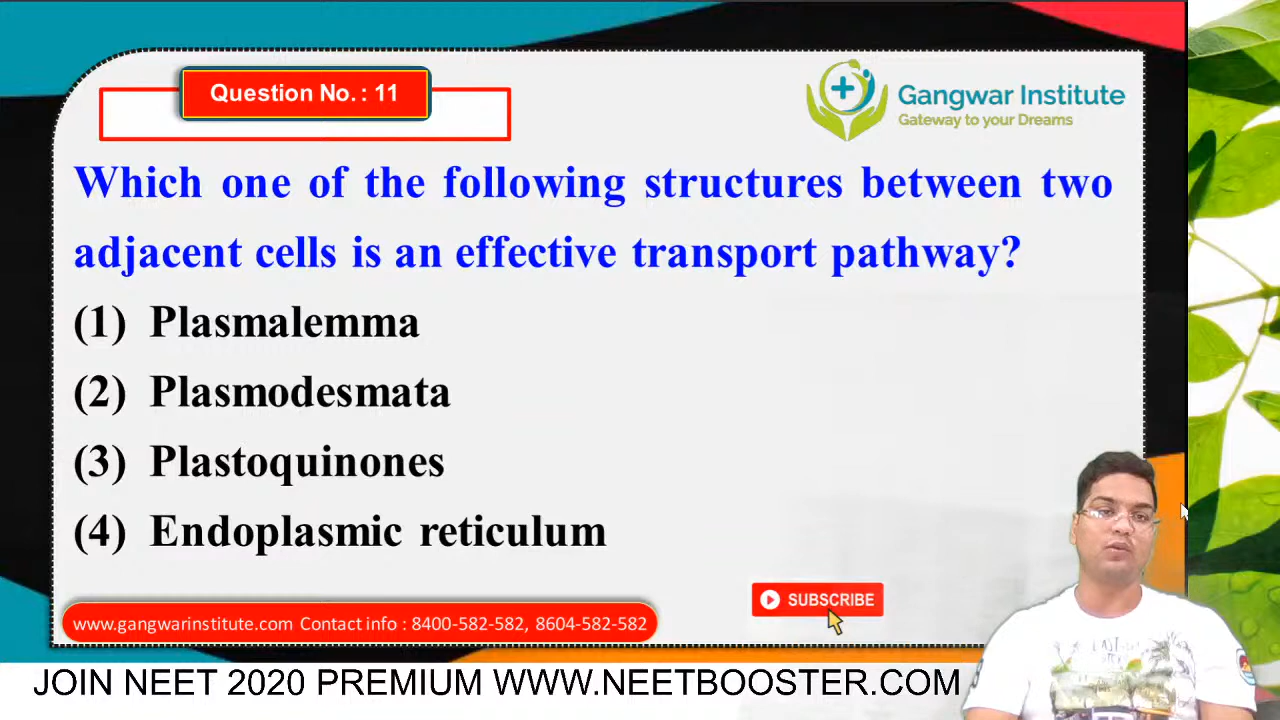 Question No. : 11
Gangwar Institute
Gateway to your Dreams
Which one of the following structures between two
adjacent cells is an effective transport pathway?
(1) Plasmalemma
(2) Plasmodesmata
(3) Plastoquinones
(4) Endoplasmic reticulum
SUBSCRIBE
www.gangwarinstitute.com Contact info : 8400-582-582, 8604-582-582
JOIN NEET 2020 PREMIUM WWW.NEETBOOSTER.COM